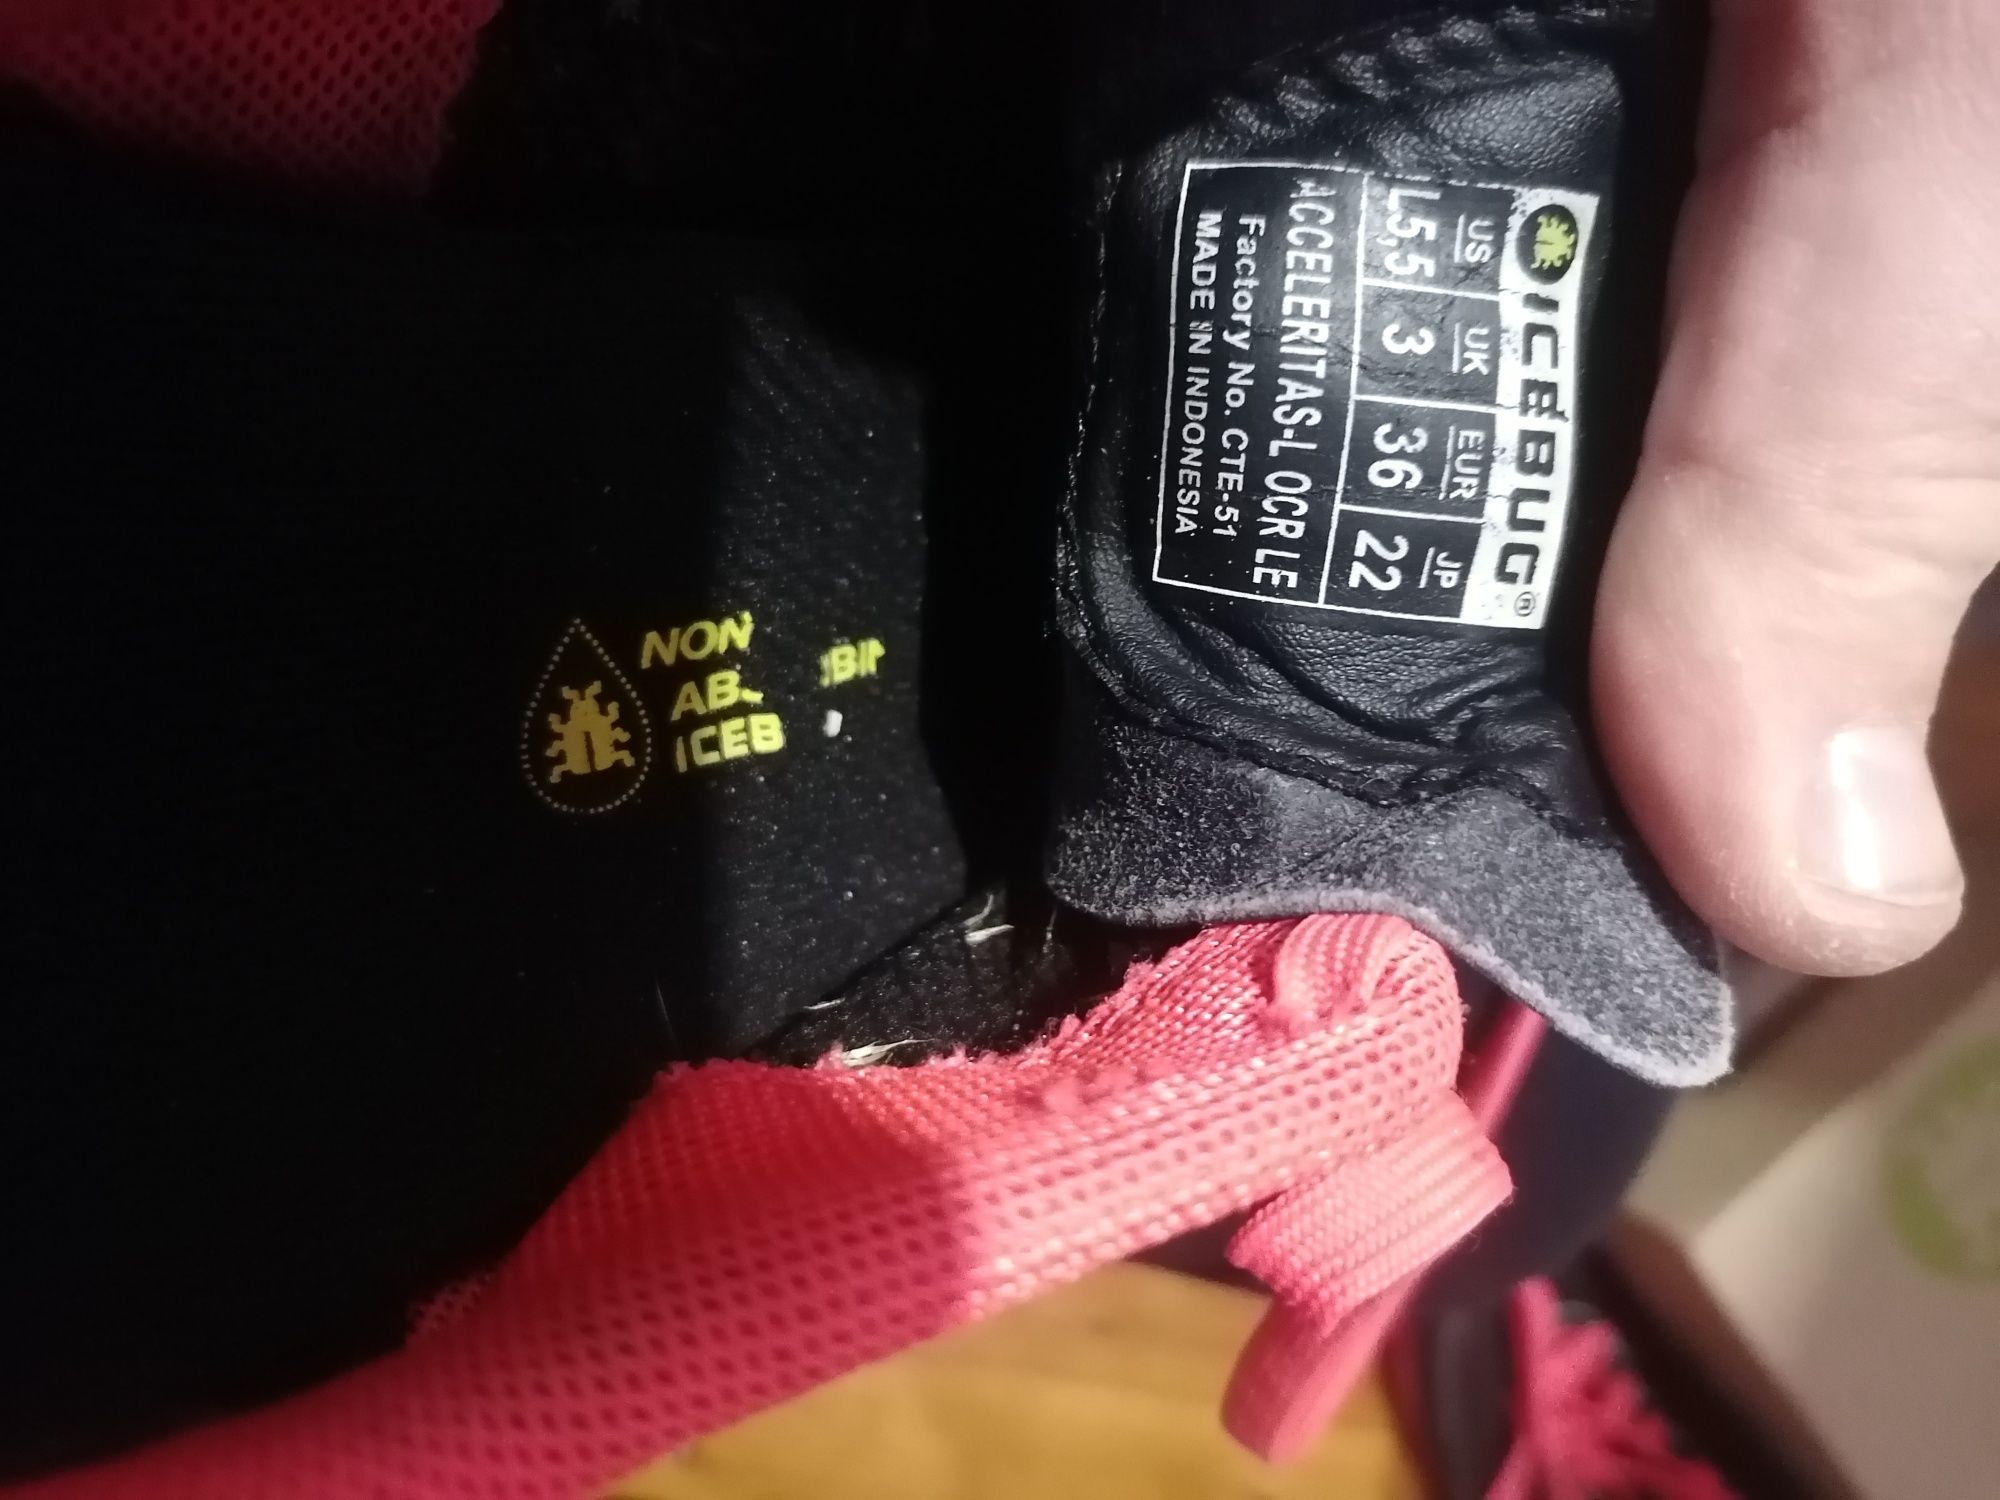 ICEBUG®
US UK EUR JP
L5,5 3 36 22
ACCELERITAS-L OCR LE
Factory No. CTE-51
MADE IN INDONESIA
NON
ICEB